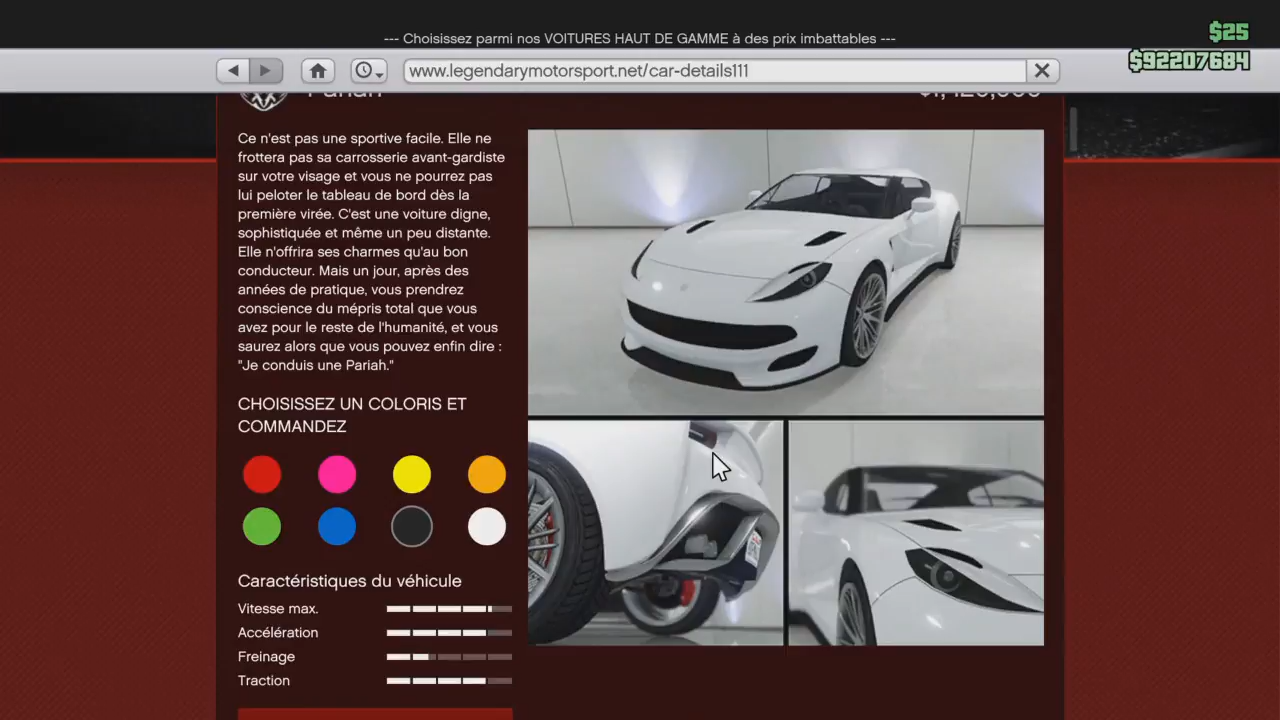 --- Choisissez parmi nos VOITURES HAUT DE GAMME à des prix imbattables ---
$25
$92207684
www.legendarymotorsport.net/car-details111
Pariah
Ce n'est pas une sportive facile. Elle ne
frottera pas sa carrosserie avant-gardiste
sur votre visage et vous ne pourrez pas
lui peloter le tableau de bord dès la
première virée. C'est une voiture digne,
sophistiquée et même un peu distante.
Elle n'offrira ses charmes qu'au bon
conducteur. Mais un jour, après des
années de pratique, vous prendrez
conscience du mépris total que vous
avez pour le reste de l'humanité, et vous
saurez alors que vous pouvez enfin dire :
"Je conduis une Pariah."
CHOISISSEZ UN COLORIS ET
COMMANDEZ
Caractéristiques du véhicule
Vitesse max.
Accélération
Freinage
Traction